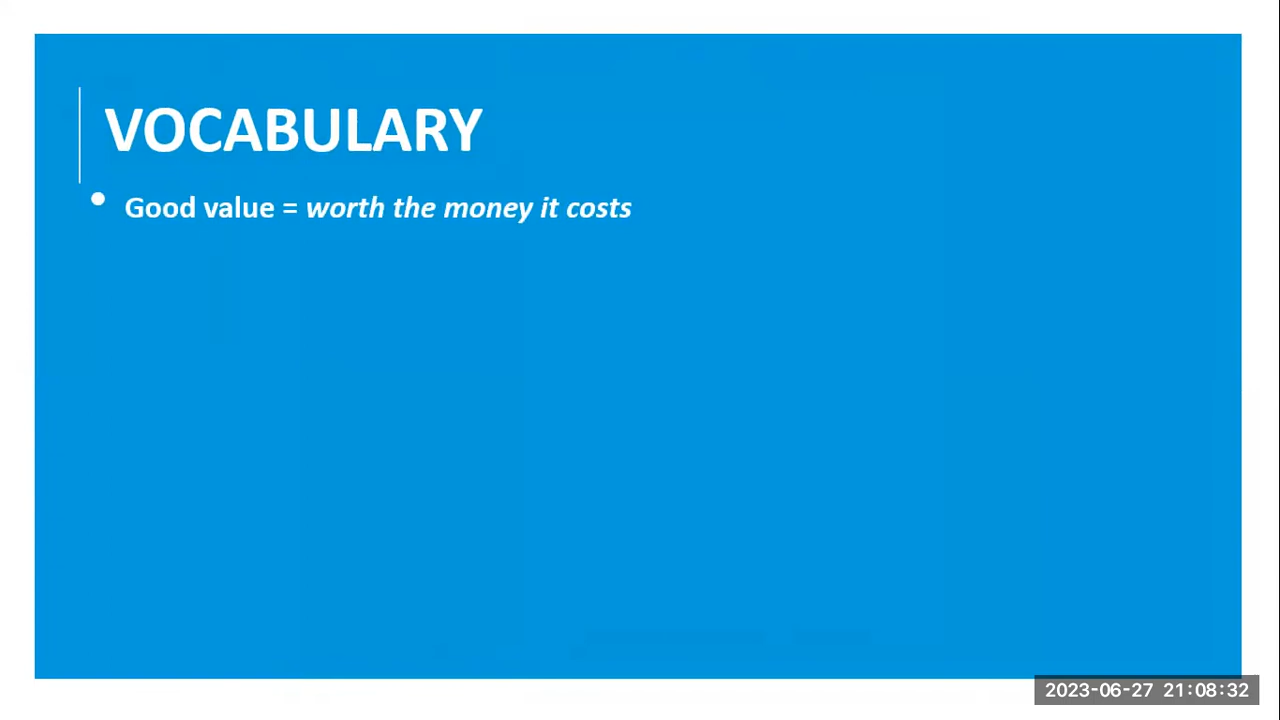 VOCABULARY
• Good value = worth the money it costs
2023-06-27 21:08:32